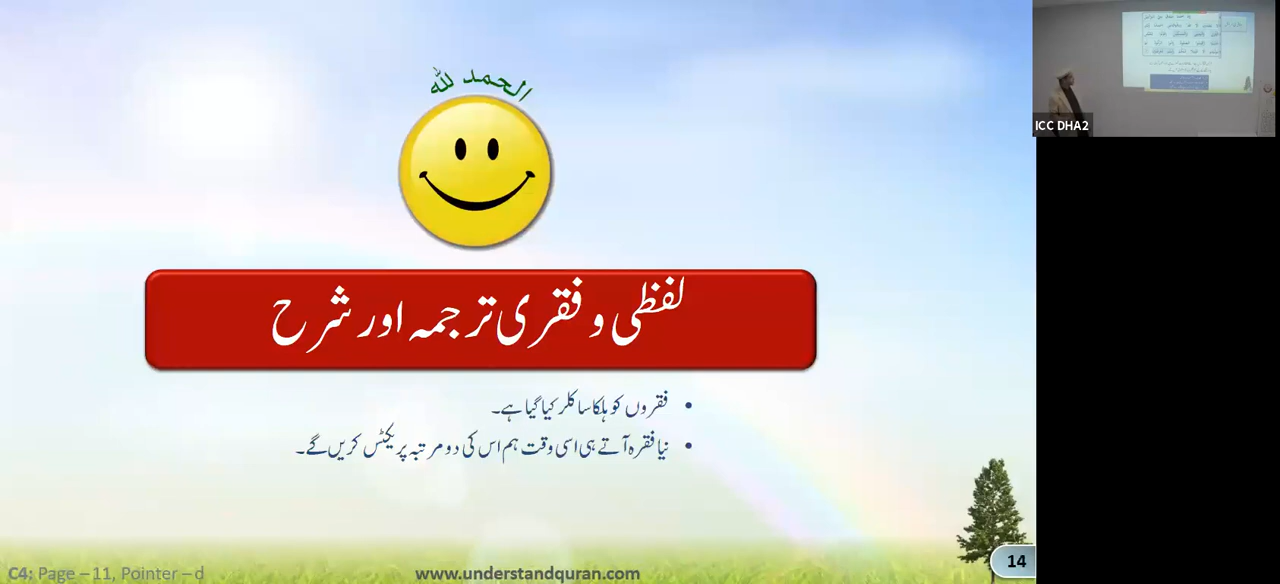 الحمد لله
ICC DHA2
لفظی و فقری ترجمہ اور شرح
• فقروں کو ہلکا سا کلر کیا گیا ہے۔
• نیا فقرہ آتے ہی اسی وقت ہم اس کی دو مرتبہ پریکٹس کریں گے۔
14
C4: Page – 11, Pointer – d
www.understandquran.com